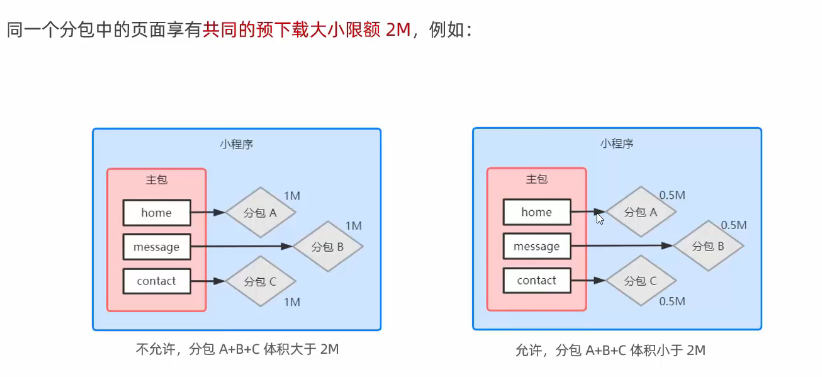 同一个分包中的页面享有共同的预下载大小限额 2M，例如：
小程序
主包
home
分包 A
1M
message
分包 B
1M
contact
分包 C
1M
不允许，分包 A+B+C 体积大于 2M
小程序
主包
home
分包 A
0.5M
message
分包 B
0.5M
contact
分包 C
0.5M
允许，分包 A+B+C 体积小于 2M